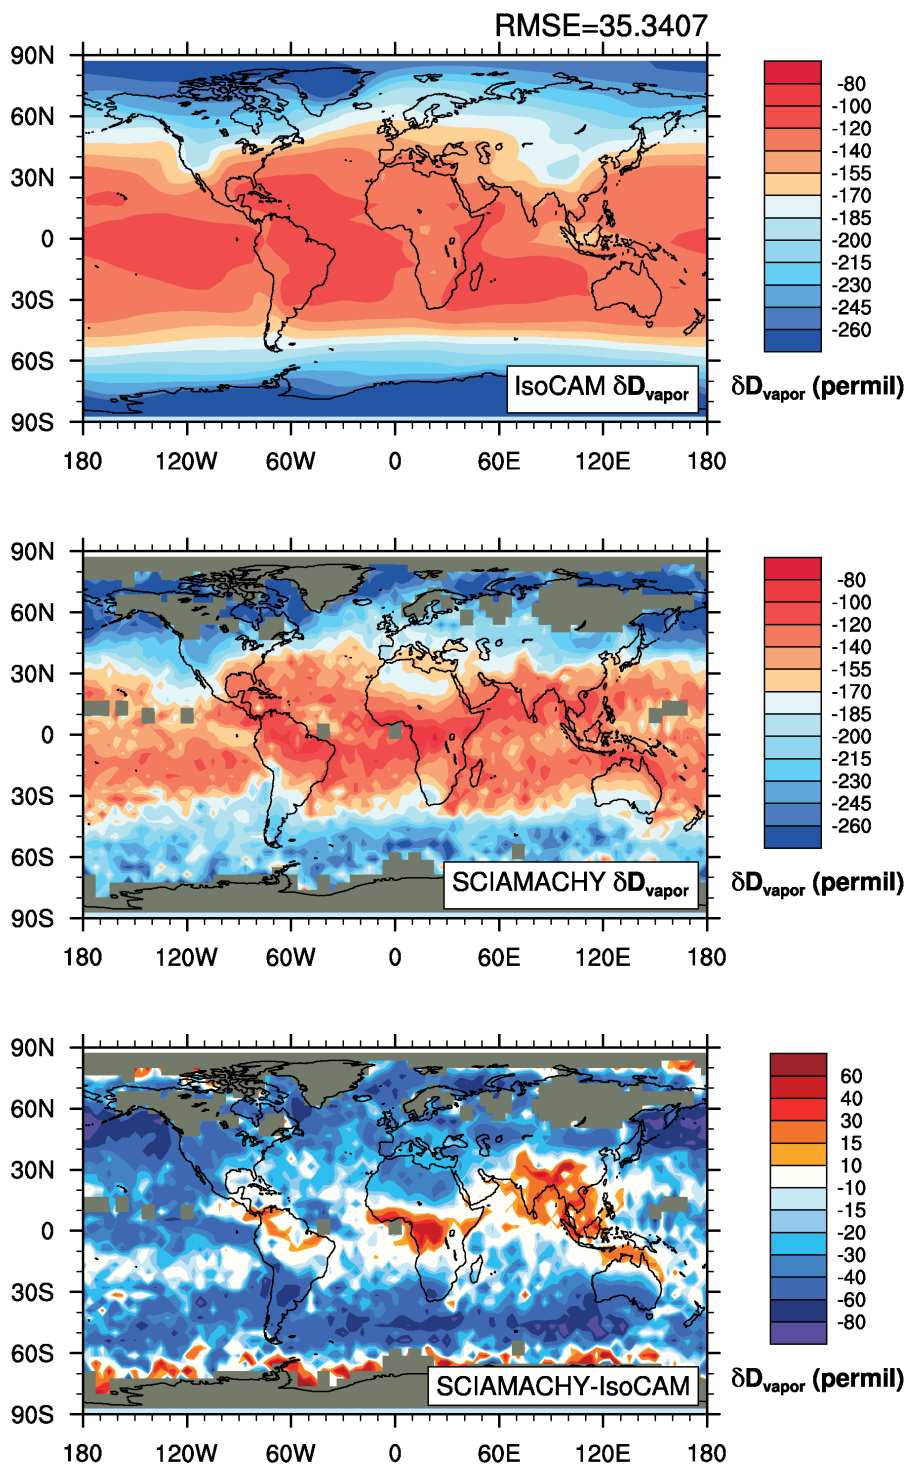 RMSE=35.3407
90N
60N
30N
0
30S
60S
90S
180 120W 60W 0 60E 120E 180
IsoCAM δDvapor
-80
-100
-120
-140
-155
-170
-185
-200
-215
-230
-245
-260
δDvapor (permil)
90N
60N
30N
0
30S
60S
90S
180 120W 60W 0 60E 120E 180
SCIAMACHY δDvapor
-80
-100
-120
-140
-155
-170
-185
-200
-215
-230
-245
-260
δDvapor (permil)
90N
60N
30N
0
30S
60S
90S
180 120W 60W 0 60E 120E 180
SCIAMACHY-IsoCAM
60
40
30
15
10
-10
-15
-20
-30
-40
-60
-80
δDvapor (permil)